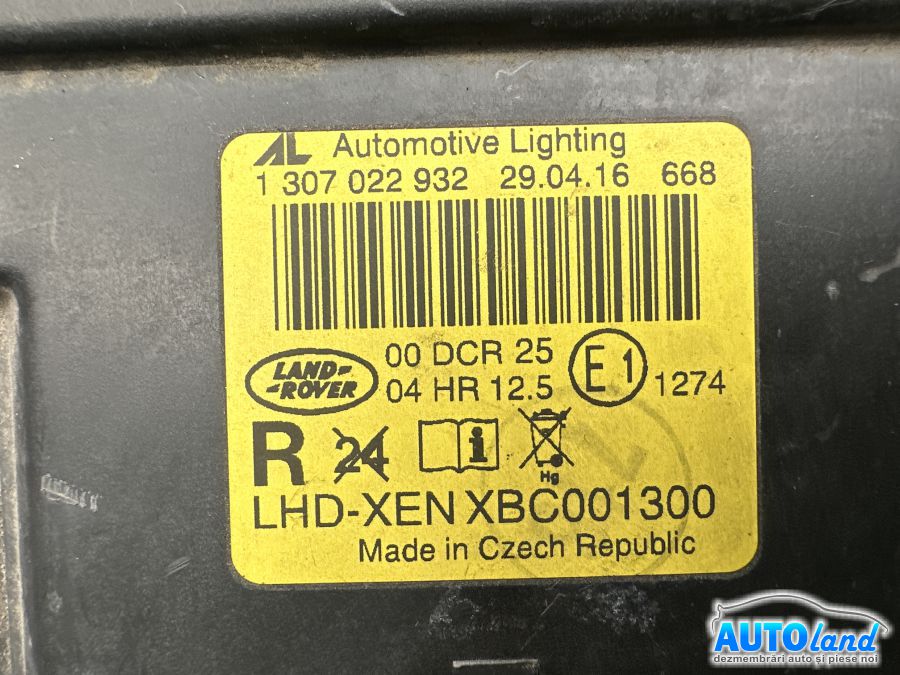 AL Automotive Lighting
1 307 022 932 29.04.16 668
LAND-
-ROVER
00 DCR 25
04 HR 12.5
E1
1274
R 24
i
Hg
LHD-XEN XBC001300
Made in Czech Republic
AUTOland
dezmembrări auto și piese noi